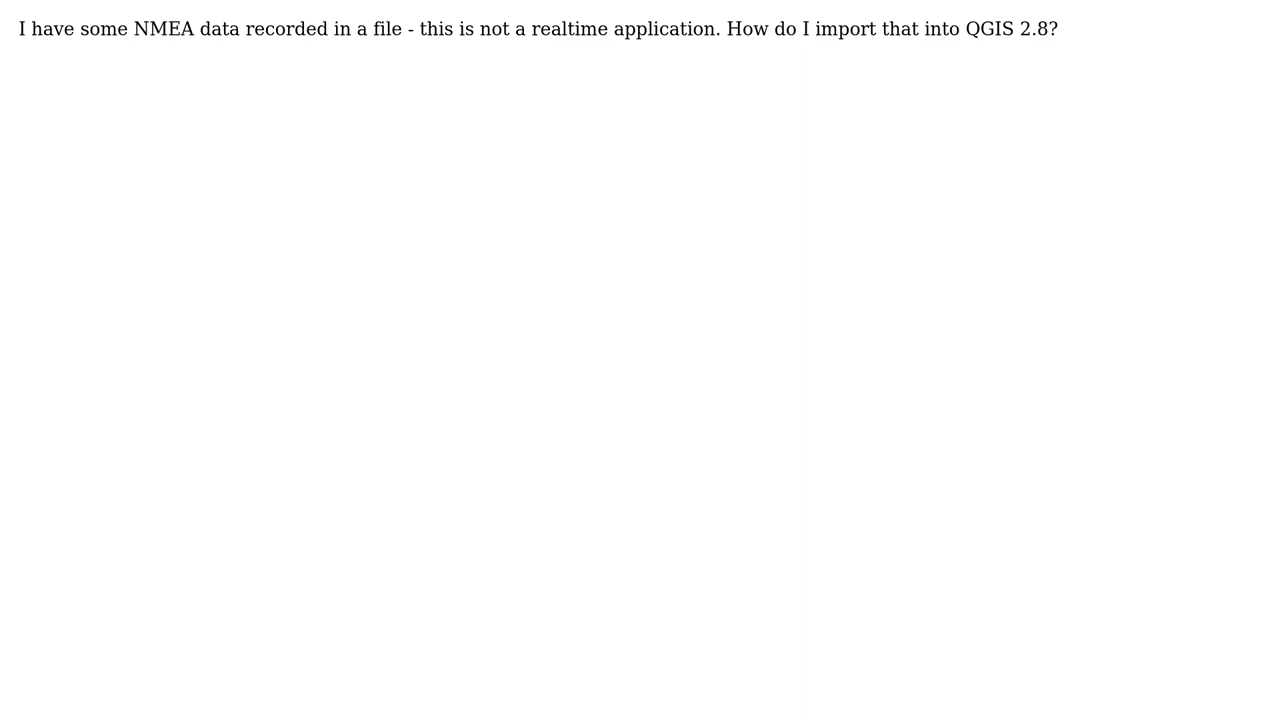 I have some NMEA data recorded in a file - this is not a realtime application. How do I import that into QGIS 2.8?